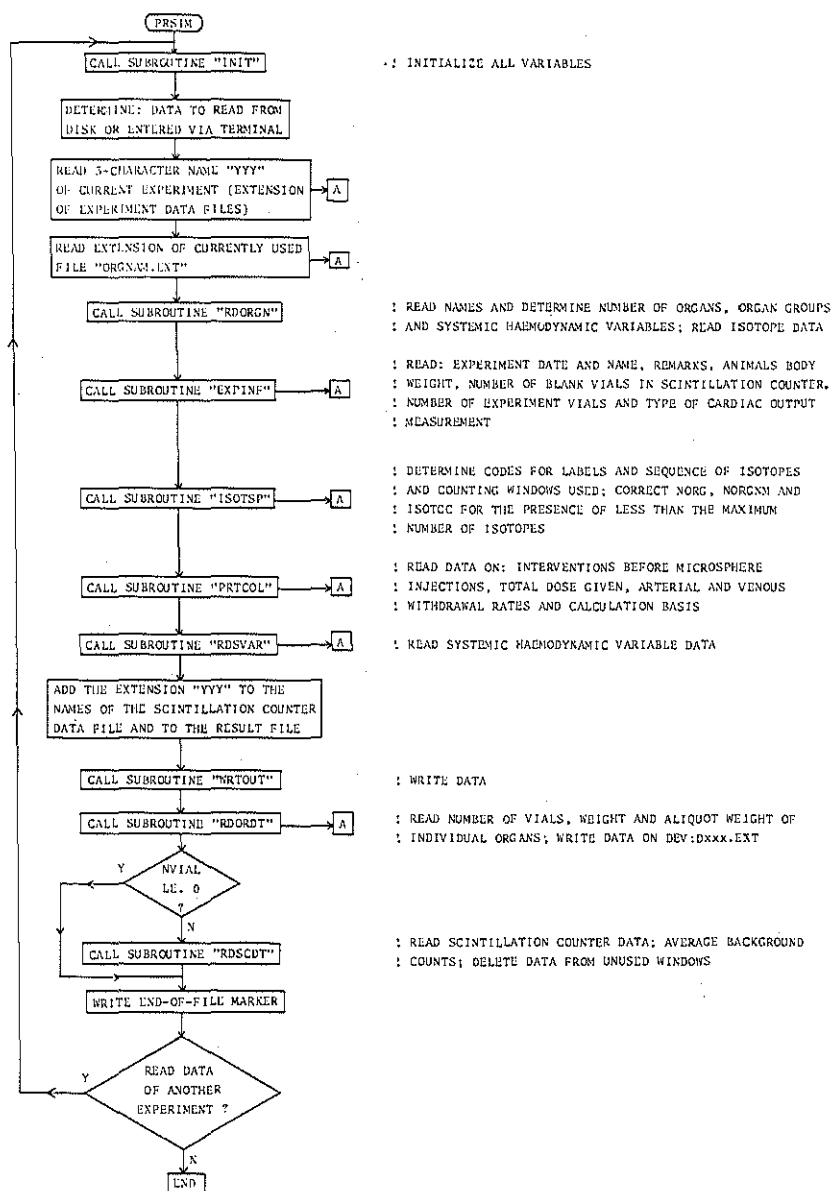 PRSIM
CALL SUBROUTINE "INIT"
! INITIALIZE ALL VARIABLES
DETERMINE: DATA TO READ FROM
DISK OR ENTERED VIA TERMINAL
READ 3-CHARACTER NAME "YYY"
OF CURRENT EXPERIMENT (EXTENSION
OF EXPERIMENT DATA FILES)
A
READ EXTENSION OF CURRENTLY USED
FILE "ORGNAM.EXT"
A
CALL SUBROUTINE "RDORGN"
! READ NAMES AND DETERMINE NUMBER OF ORGANS, ORGAN GROUPS
! AND SYSTEMIC HAEMODYNAMIC VARIABLES; READ ISOTOPE DATA
CALL SUBROUTINE "EXPINF"
A
! READ: EXPERIMENT DATE AND NAME, REMARKS, ANIMALS BODY
! WEIGHT, NUMBER OF BLANK VIALS IN SCINTILLATION COUNTER,
! NUMBER OF EXPERIMENT VIALS AND TYPE OF CARDIAC OUTPUT
! MEASUREMENT
CALL SUBROUTINE "ISOTSP"
A
! DETERMINE CODES FOR LABELS AND SEQUENCE OF ISOTOPES
! AND COUNTING WINDOWS USED; CORRECT NORG, NORGNM AND
! ISOTCC FOR THE PRESENCE OF LESS THAN THE MAXIMUM
! NUMBER OF ISOTOPES
CALL SUBROUTINE "PRTCOL"
A
! READ DATA ON: INTERVENTIONS BEFORE MICROSPHERE
! INJECTIONS, TOTAL DOSE GIVEN, ARTERIAL AND VENOUS
! WITHDRAWAL RATES AND CALCULATION BASIS
CALL SUBROUTINE "RDSVAR"
A
! READ SYSTEMIC HAEMODYNAMIC VARIABLE DATA
ADD THE EXTENSION "YYY" TO THE
NAMES OF THE SCINTILLATION COUNTER
DATA FILE AND TO THE RESULT FILE
CALL SUBROUTINE "WRTOUT"
! WRITE DATA
CALL SUBROUTINE "RDORDT"
A
! READ NUMBER OF VIALS, WEIGHT AND ALIQUOT WEIGHT OF
! INDIVIDUAL ORGANS; WRITE DATA ON DEV:Dxxx.EXT
Y
NVIAL
LE. 0
?
N
CALL SUBROUTINE "RDSCDT"
! READ SCINTILLATION COUNTER DATA; AVERAGE BACKGROUND
! COUNTS; DELETE DATA FROM UNUSED WINDOWS
WRITE END-OF-FILE MARKER
Y
READ DATA
OF ANOTHER
EXPERIMENT ?
N
END